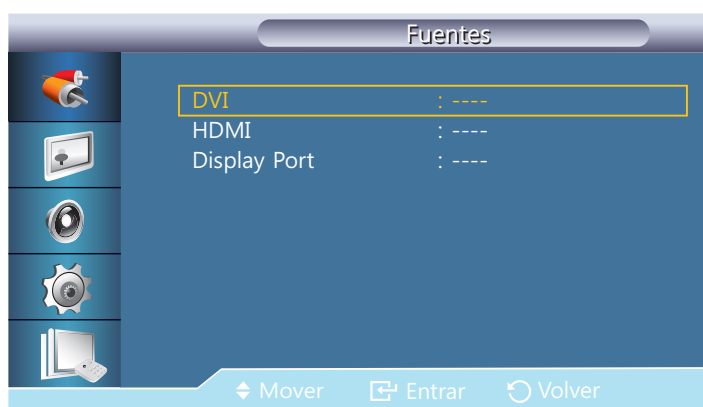 Fuentes
DVI : ----
HDMI : ----
Display Port : ----
Mover Entrar Volver